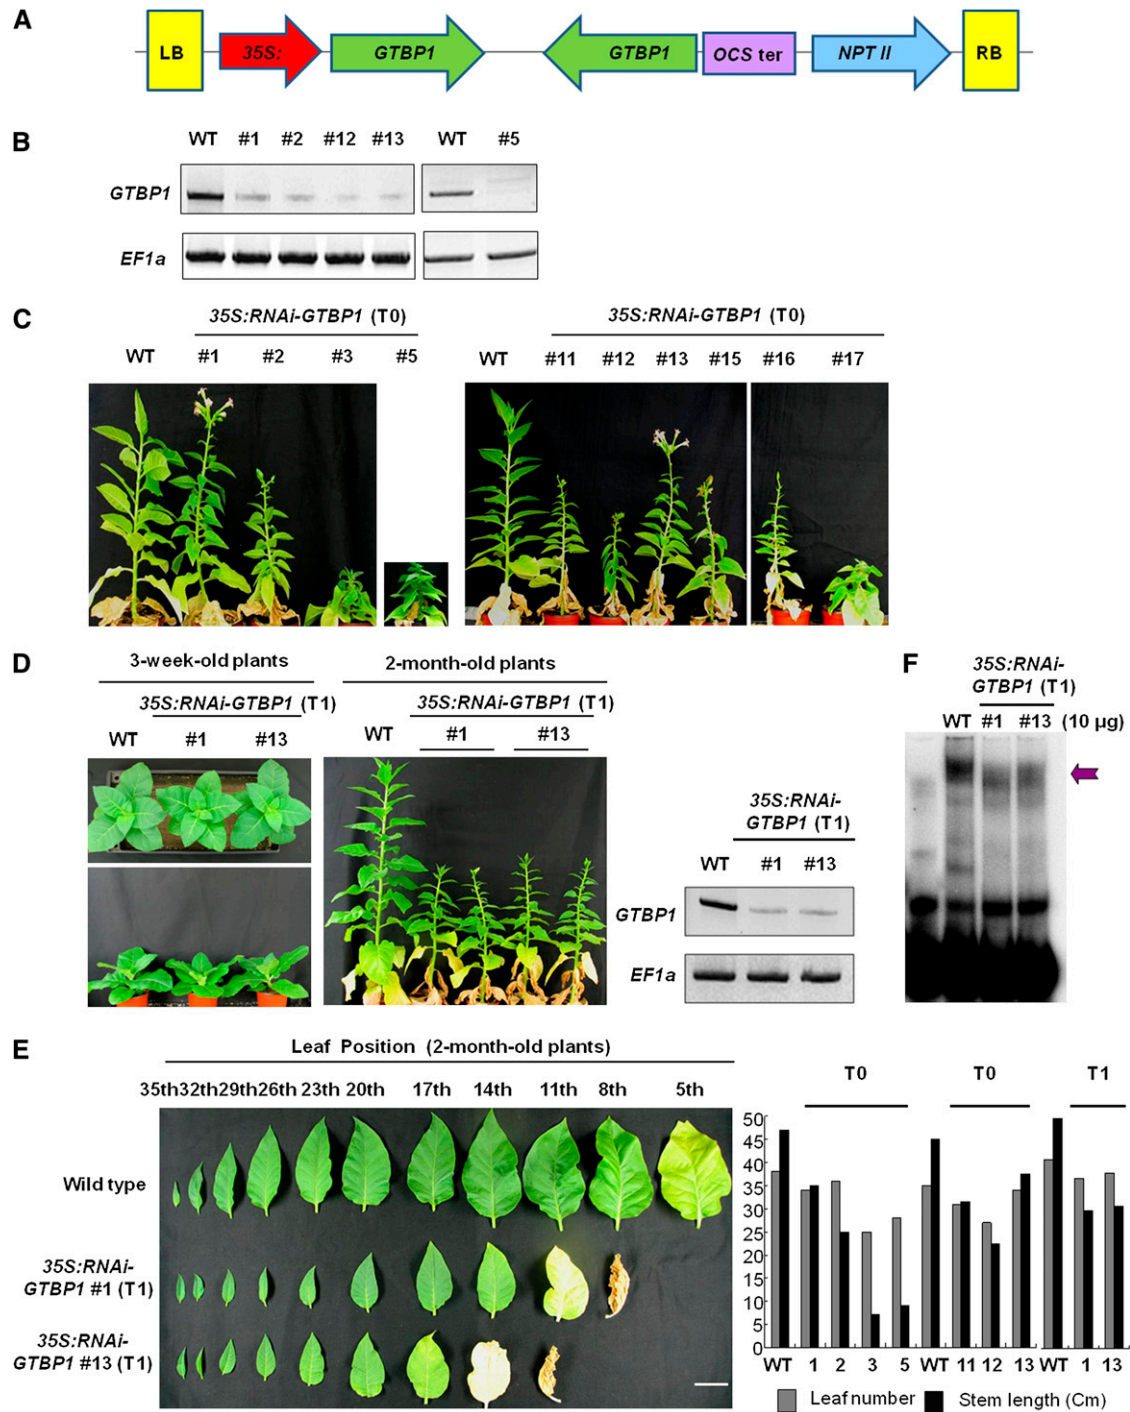 A
LB
35S:
GTBP1
GTBP1
OCS ter
NPT II
RB
B
WT #1 #2 #12 #13 WT #5
GTBP1
EF1a
C
35S:RNAi-GTBP1 (T0)
WT #1 #2 #3 #5
35S:RNAi-GTBP1 (T0)
WT #11 #12 #13 #15 #16 #17
D
3-week-old plants
35S:RNAi-GTBP1 (T1)
WT #1 #13
2-month-old plants
35S:RNAi-GTBP1 (T1)
WT #1 #13
35S:RNAi-
GTBP1 (T1)
WT #1 #13
GTBP1
EF1a
F
35S:RNAi-
GTBP1 (T1)
WT #1 #13 (10 µg)
E
Leaf Position (2-month-old plants)
35th 32th 29th 26th 23th 20th 17th 14th 11th 8th 5th
Wild type
35S:RNAi-
GTBP1 #1 (T1)
35S:RNAi-
GTBP1 #13 (T1)
T0 T0 T1
50
45
40
35
30
25
20
15
10
5
0
WT 1 2 3 5 WT 11 12 13 WT 1 13
Leaf number Stem length (Cm)